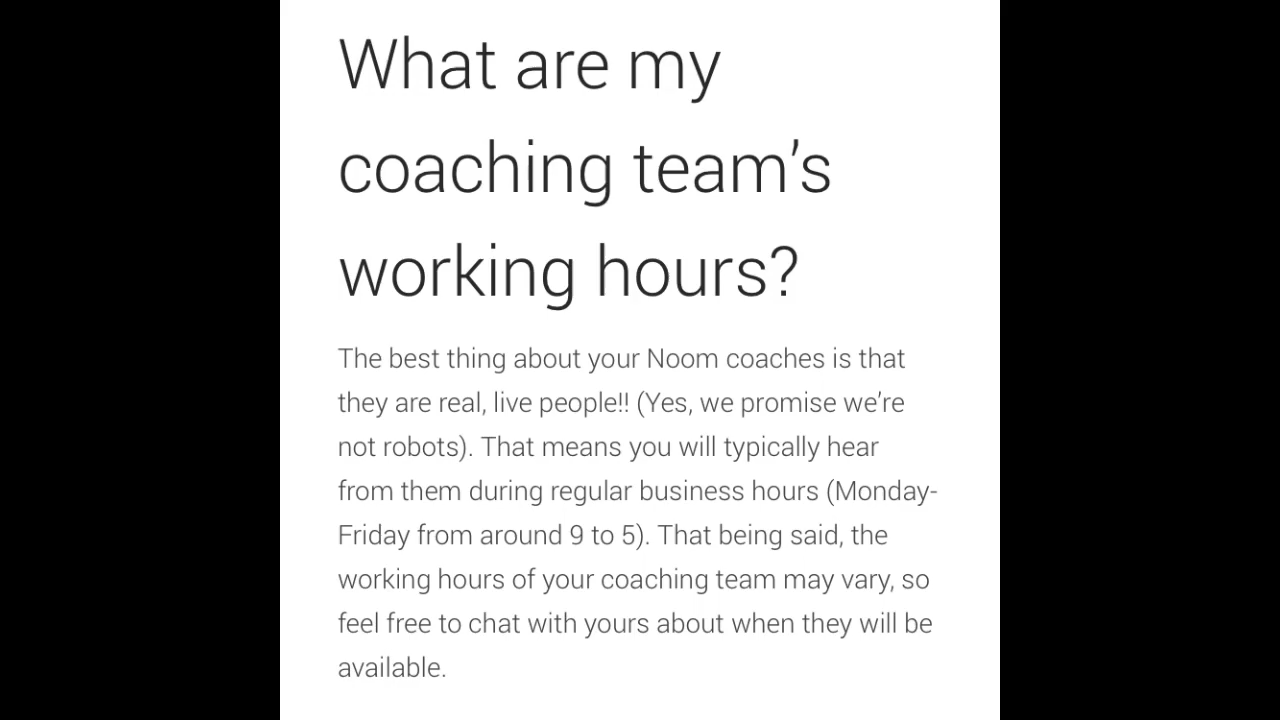 What are my
coaching team’s
working hours?
The best thing about your Noom coaches is that
they are real, live people!! (Yes, we promise we’re
not robots). That means you will typically hear
from them during regular business hours (Monday-
Friday from around 9 to 5). That being said, the
working hours of your coaching team may vary, so
feel free to chat with yours about when they will be
available.